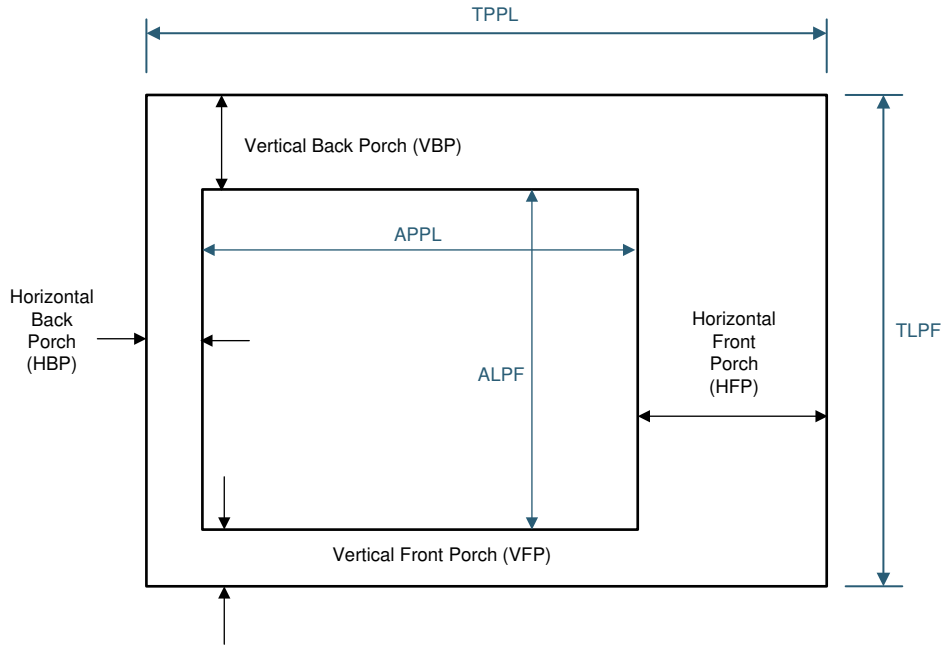 TPPL
Vertical Back Porch (VBP)
APPL
Horizontal
Back
Porch
(HBP)
Horizontal
Front
Porch
(HFP)
TLPF
ALPF
Vertical Front Porch (VFP)